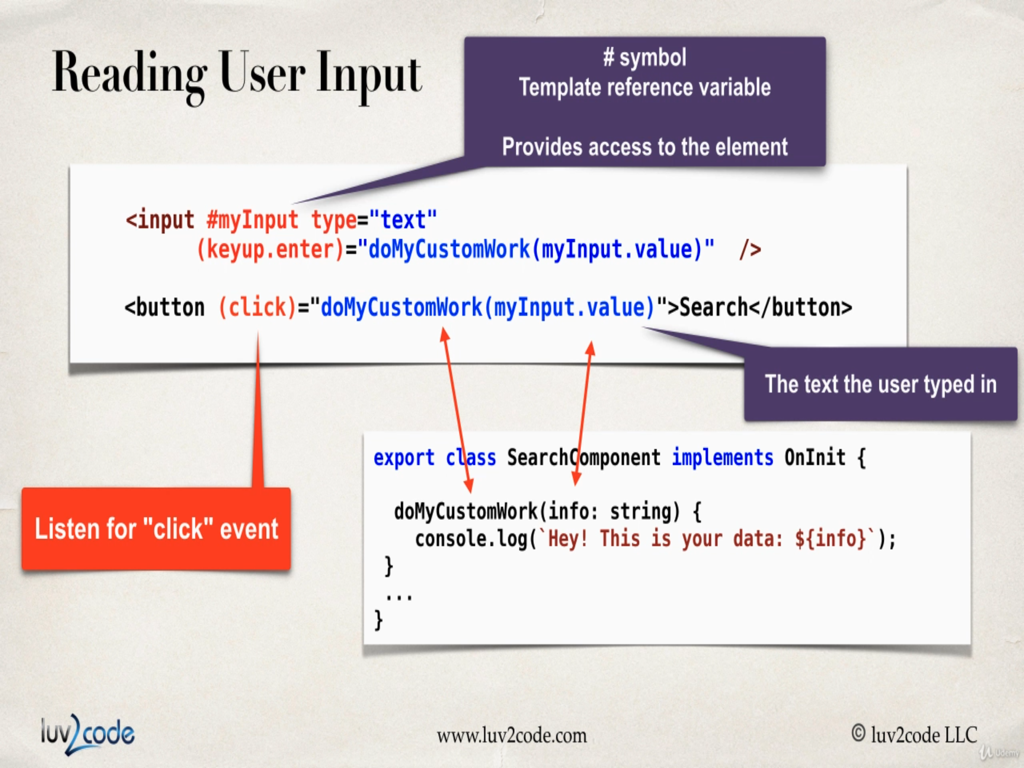 Reading User Input
# symbol
Template reference variable
Provides access to the element
<input #myInput type="text"
(keyup.enter)="doMyCustomWork(myInput.value)" />
<button (click)="doMyCustomWork(myInput.value)">Search</button>
The text the user typed in
Listen for "click" event
export class SearchComponent implements OnInit {
doMyCustomWork(info: string) {
console.log(`Hey! This is your data: ${info}`);
}
...
}
luv2code
www.luv2code.com
© luv2code LLC
Udemy